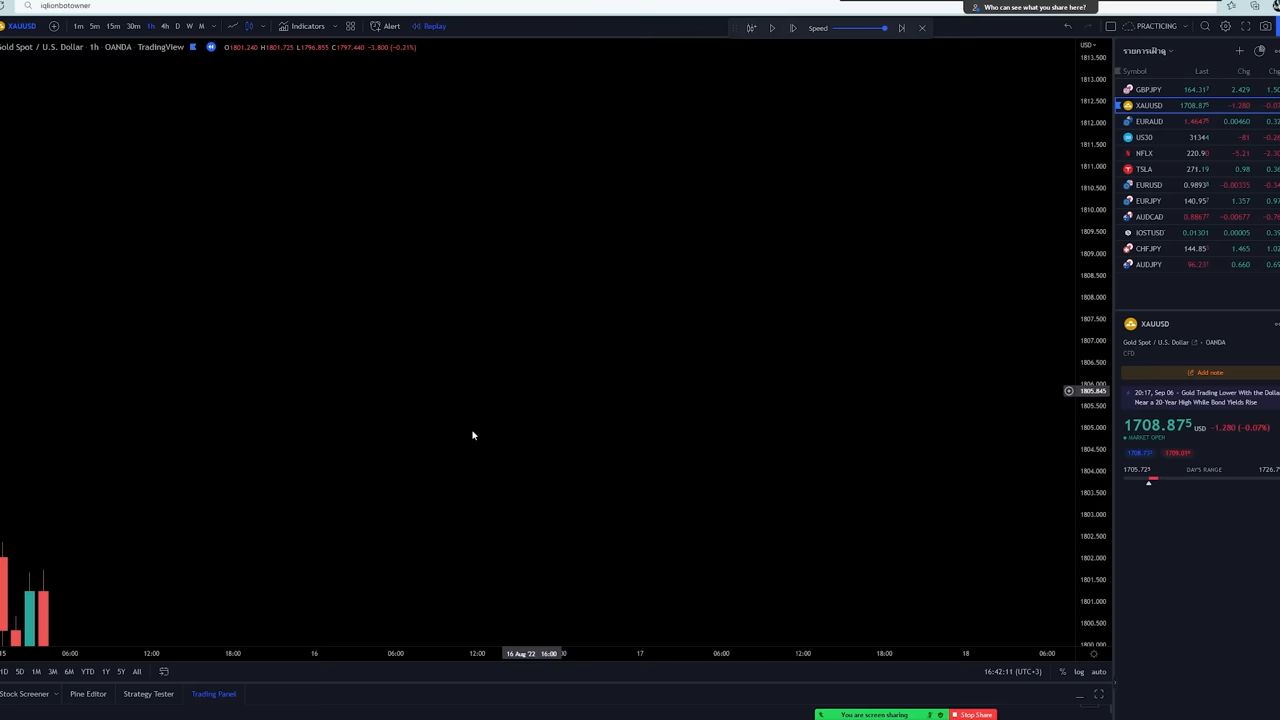 iqlionbatowner
Who can see what you share here?
XAUUSD
1m 5m 15m 30m 1h 4h D W M
Indicators
Alert
Replay
Speed
PRACTICING
Gold Spot / U.S. Dollar · 1h · OANDA TradingView
O1801.240 H1801.725 L1796.855 C1797.440 −3.800 (−0.21%)
USD
1813.500
1813.000
1812.500
1812.000
1811.500
1811.000
1810.500
1810.000
1809.500
1809.000
1808.500
1808.000
1807.500
1807.000
1806.500
1806.000
1805.845
1805.500
1805.000
1804.500
1804.000
1803.500
1803.000
1802.500
1802.000
1801.500
1801.000
1800.500
1800.000
รายการเฝ้าดู
Symbol Last Chg Chg
GBPJPY 164.317 2.429 1.50
XAUUSD 1708.875 −1.280 −0.07
EURAUD 1.46475 0.00460 0.32
US30 31344 −81 −0.26
NFLX 220.90 −5.21 −2.30
TSLA 271.19 0.98 0.36
EURUSD 0.98938 −0.00335 −0.34
EURJPY 140.957 1.357 0.97
AUDCAD 0.88677 −0.00677 −0.76
IOSTUSD 0.01301 0.00005 0.39
CHFJPY 144.855 1.465 1.02
AUDJPY 96.231 0.660 0.69
XAUUSD
Gold Spot / U.S. Dollar · OANDA
CFD
Add note
20:17, Sep 06 · Gold Trading Lower With the Dollar
Near a 20-Year High While Bond Yields Rise
1708.875 USD −1.280 (−0.07%)
MARKET OPEN
1705.725 DAY'S RANGE 1726.7
15 06:00 12:00 18:00 16 06:00 12:00 16 Aug '22 16:00 17 06:00 12:00 18:00 18 06:00
1D 5D 1M 3M 6M YTD 1Y 5Y All
16:42:11 (UTC+3)
% log auto
Stock Screener Pine Editor Strategy Tester Trading Panel
You are screen sharing
Stop Share